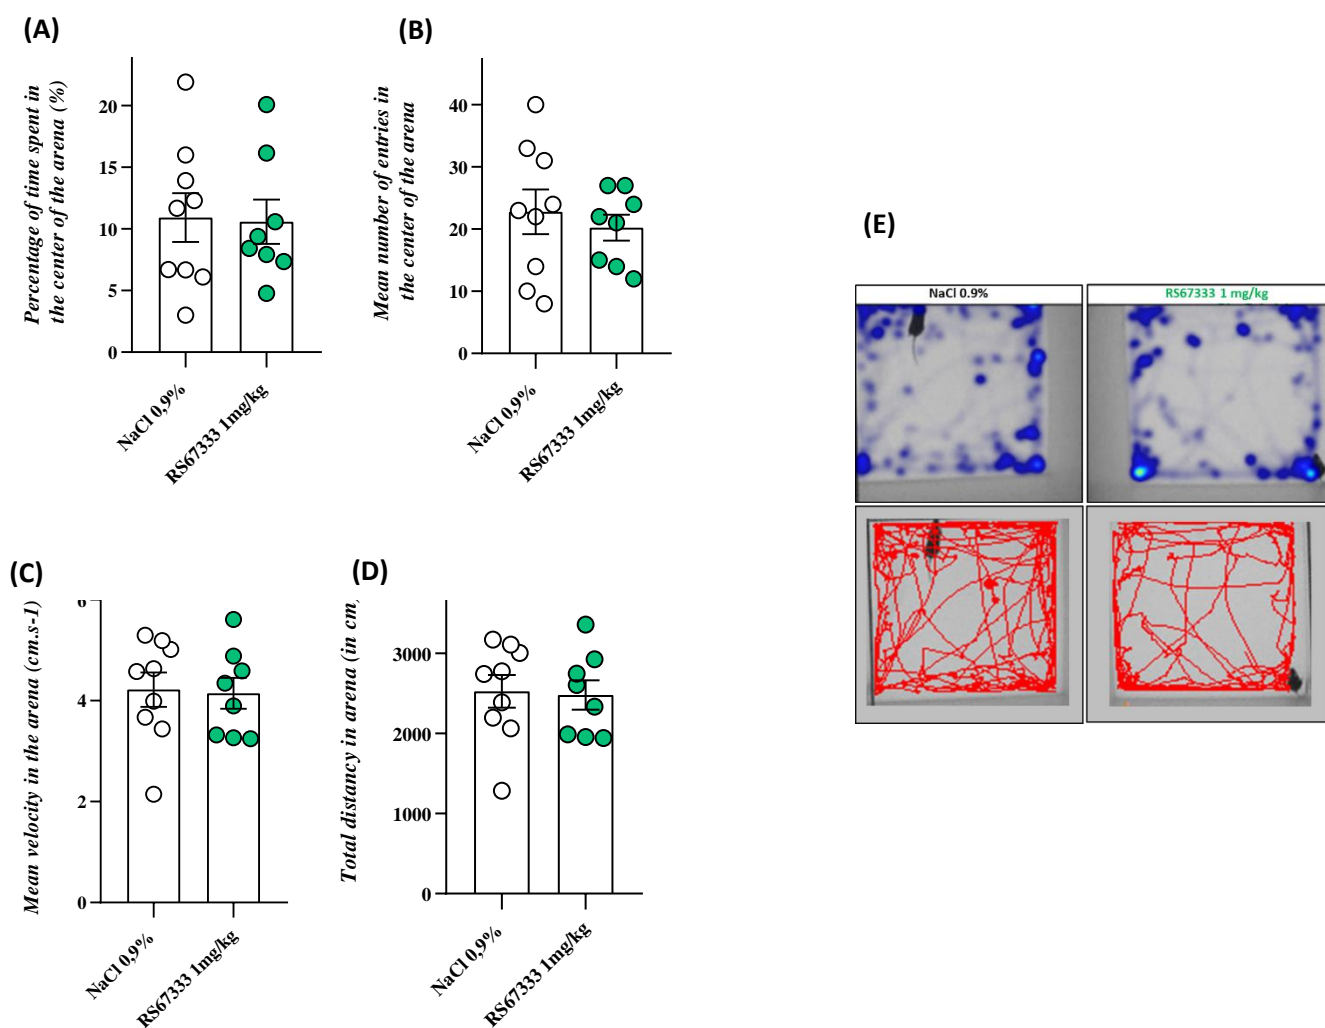 (A)
Percentage of time spent in
the center of the arena (%)
20
15
10
5
0
NaCl 0,9%
RS67333 1mg/kg
(B)
Mean number of entries in
the center of the arena
40
30
20
10
0
NaCl 0,9%
RS67333 1mg/kg
(E)
NaCl 0.9%
RS67333 1 mg/kg
(C)
Mean velocity in the arena (cm.s-1)
6
4
2
0
NaCl 0,9%
RS67333 1mg/kg
(D)
Total distancy in arena (in cm)
3000
2000
1000
0
NaCl 0,9%
RS67333 1mg/kg